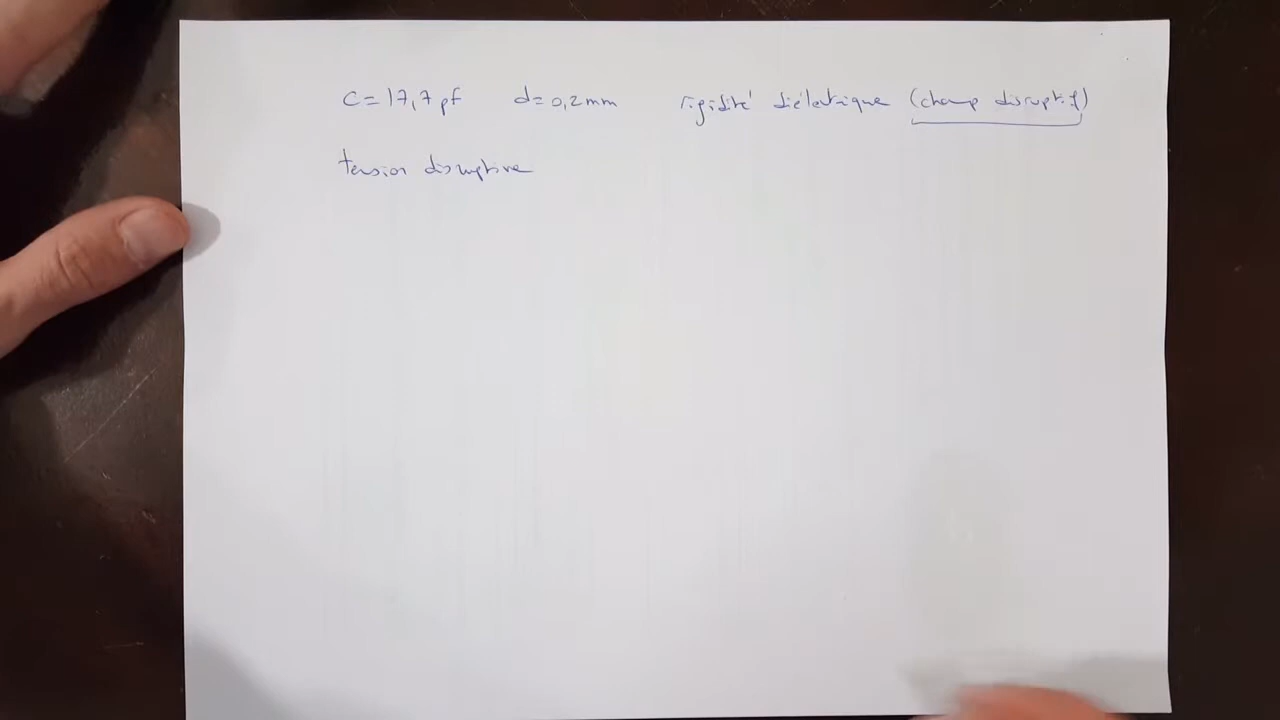 C = 17,7 pf d = 0,2 mm rigidité diélectrique (champ disruptif)
tension disruptive